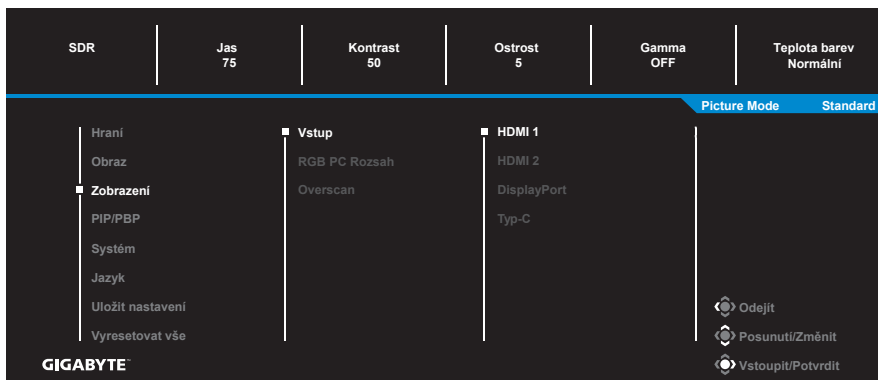 SDR
Jas
75
Kontrast
50
Ostrost
5
Gamma
OFF
Teplota barev
Normální
Picture Mode Standard
Hraní
Obraz
Zobrazení
PIP/PBP
Systém
Jazyk
Uložit nastavení
Vyresetovat vše
Vstup
RGB PC Rozsah
Overscan
HDMI 1
HDMI 2
DisplayPort
Typ-C
Odejít
Posunutí/Změnit
Vstoupit/Potvrdit
GIGABYTE™